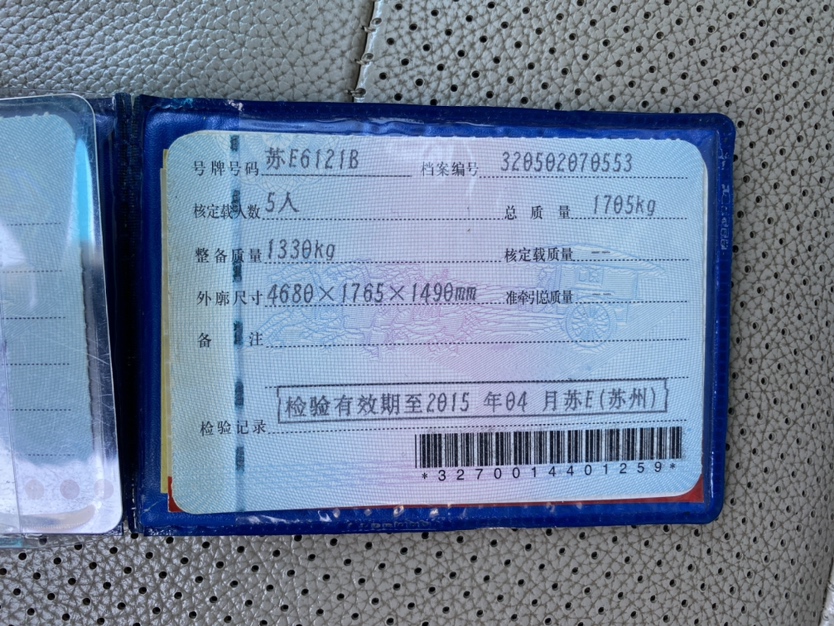 号牌号码 苏E6121B 档案编号 320502070553
核定载人数 5人 总质量 1705kg
整备质量 1330kg 核定载质量 --
外廓尺寸 4680×1765×1490mm 准牵引总质量 --
备注
检验有效期至2015年04月苏E(苏州)
检验记录
*3270014401259*